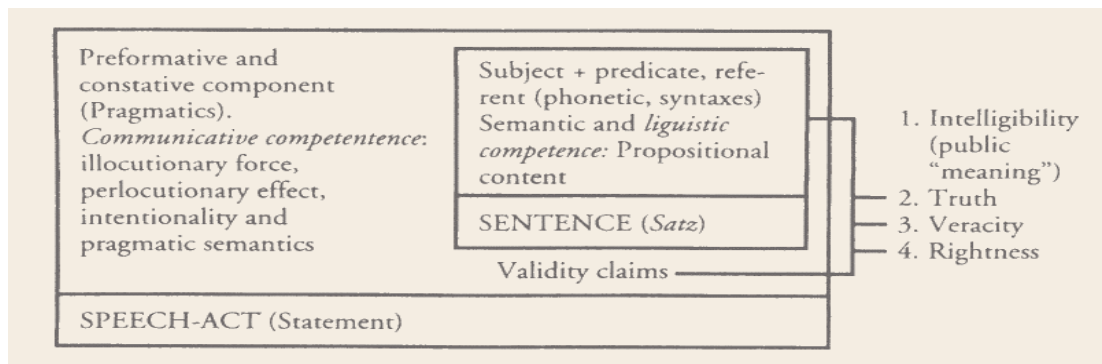 Preformative and
constative component
(Pragmatics).
Communicative competentence:
illocutionary force,
perlocutionary effect,
intentionality and
pragmatic semantics
Subject + predicate, refe-
rent (phonetic, syntaxes)
Semantic and liguistic
competence: Propositional
content
SENTENCE (Satz)
Validity claims
SPEECH-ACT (Statement)
1. Intelligibility
(public
“meaning”)
2. Truth
3. Veracity
4. Rightness